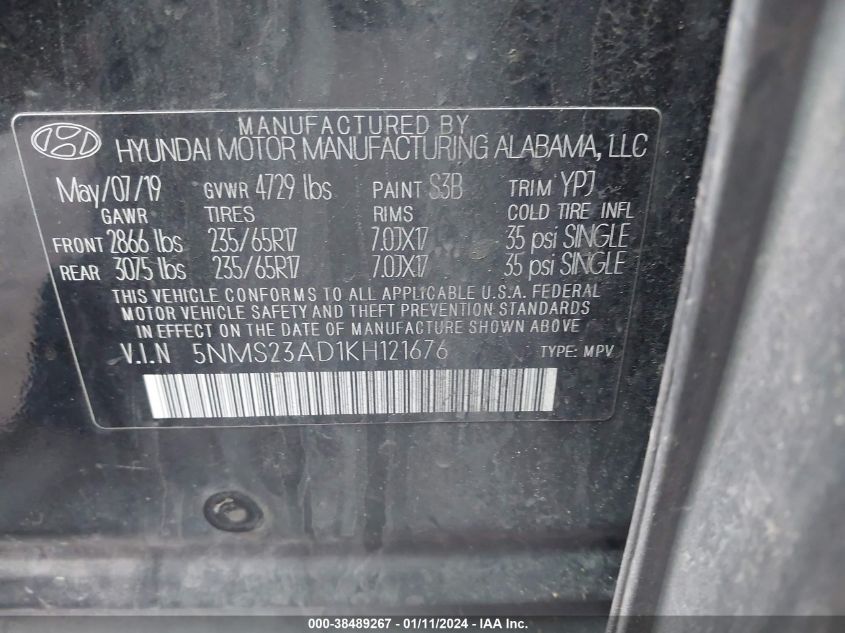 MANUFACTURED BY
HYUNDAI MOTOR MANUFACTURING ALABAMA, LLC
May/07/19 GVWR 4729 lbs PAINT S3B TRIM YPJ
GAWR TIRES RIMS COLD TIRE INFL
FRONT 2866 lbs 235/65R17 7.0JX17 35 psi SINGLE
REAR 3075 lbs 235/65R17 7.0JX17 35 psi SINGLE
THIS VEHICLE CONFORMS TO ALL APPLICABLE U.S.A. FEDERAL
MOTOR VEHICLE SAFETY AND THEFT PREVENTION STANDARDS
IN EFFECT ON THE DATE OF MANUFACTURE SHOWN ABOVE
V.I.N 5NMS23AD1KH121676 TYPE: MPV
000-38489267 - 01/11/2024 - IAA Inc.